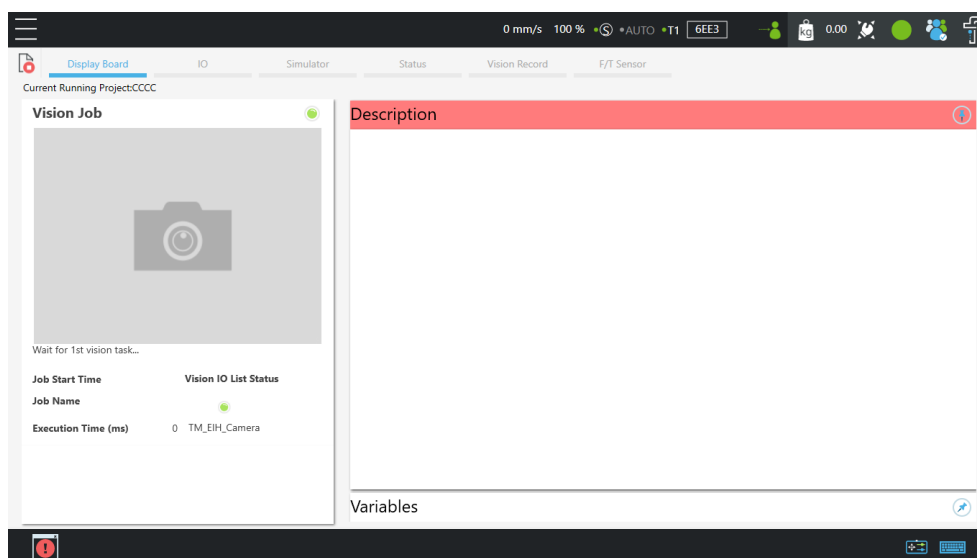 0 mm/s 100 % •Ⓢ •AUTO •T1 6EE3 kg 0.00
Display Board IO Simulator Status Vision Record F/T Sensor
Current Running Project:CCCC
Vision Job
Wait for 1st vision task...
Job Start Time Vision IO List Status
Job Name
Execution Time (ms) 0 TM_EIH_Camera
Description
Variables